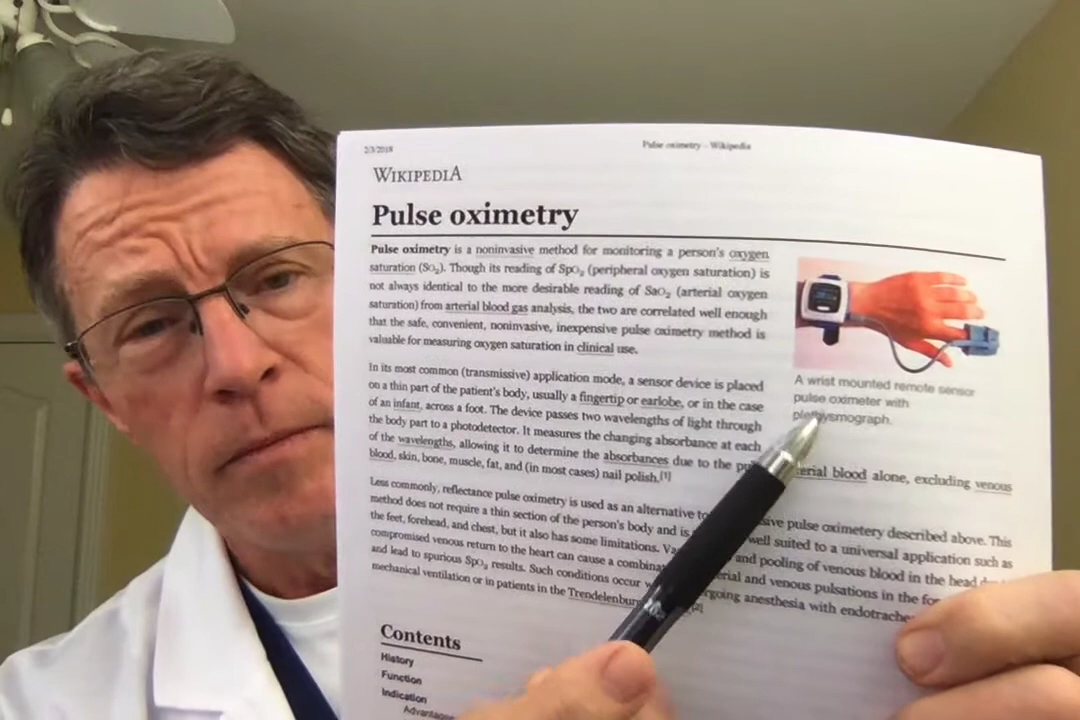 2/3/2018
Pulse oximetry - Wikipedia
WIKIPEDIA
Pulse oximetry
Pulse oximetry is a noninvasive method for monitoring a person's oxygen
saturation (SO₂). Though its reading of SpO₂ (peripheral oxygen saturation) is
not always identical to the more desirable reading of SaO₂ (arterial oxygen
saturation) from arterial blood gas analysis, the two are correlated well enough
that the safe, convenient, noninvasive, inexpensive pulse oximetry method is
valuable for measuring oxygen saturation in clinical use.
A wrist mounted remote sensor
pulse oximeter with
plethysmograph.
In its most common (transmissive) application mode, a sensor device is placed
on a thin part of the patient's body, usually a fingertip or earlobe, or in the case
of an infant, across a foot. The device passes two wavelengths of light through
the body part to a photodetector. It measures the changing absorbance at each
of the wavelengths, allowing it to determine the absorbances due to the erial blood alone, excluding venous
blood, skin, bone, muscle, fat, and (in most cases) nail polish.[1]
Less commonly, reflectance pulse oximetry is used as an alternative to sive pulse oximetery described above. This
method does not require a thin section of the person's body and is well suited to a universal application such as
the feet, forehead, and chest, but it also has some limitations. and pooling of venous blood in the head
compromised venous return to the heart can cause a erial and venous pulsations in the
and lead to spurious SpO₂ results. Such conditions occur going anesthesia with
mechanical ventilation or in patients in the Trendelenbur [2]
Contents
History
Function
Indication